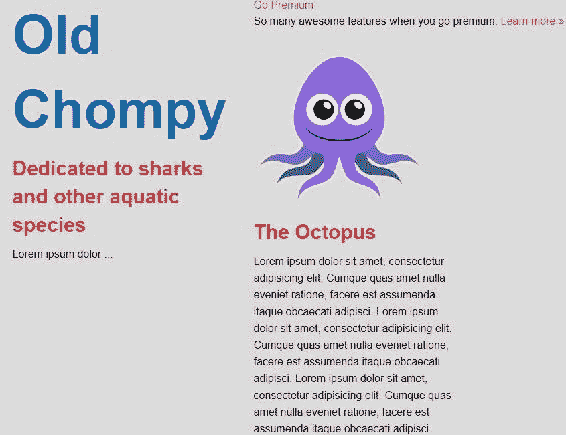 Old
Chompy
Dedicated to sharks
and other aquatic
species
Lorem ipsum dolor ...
Go Premium
So many awesome features when you go premium. Learn more »
The Octopus
Lorem ipsum dolor sit amet, consectetur
adipisicing elit. Cumque quas amet nulla
eveniet ratione, facere est assumenda
itaque obcaecati adipisci. Lorem ipsum
dolor sit amet, consectetur adipisicing elit.
Cumque quas amet nulla eveniet ratione,
facere est assumenda itaque obcaecati
adipisci. Lorem ipsum dolor sit amet,
consectetur adipisicing elit. Cumque quas
amet nulla eveniet ratione, facere est
assumenda itaque obcaecati adipisci